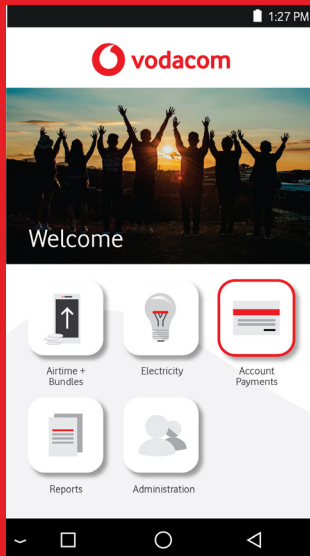 1:27 PM
vodacom
Welcome
Airtime +
Bundles
Electricity
Account
Payments
Reports
Administration